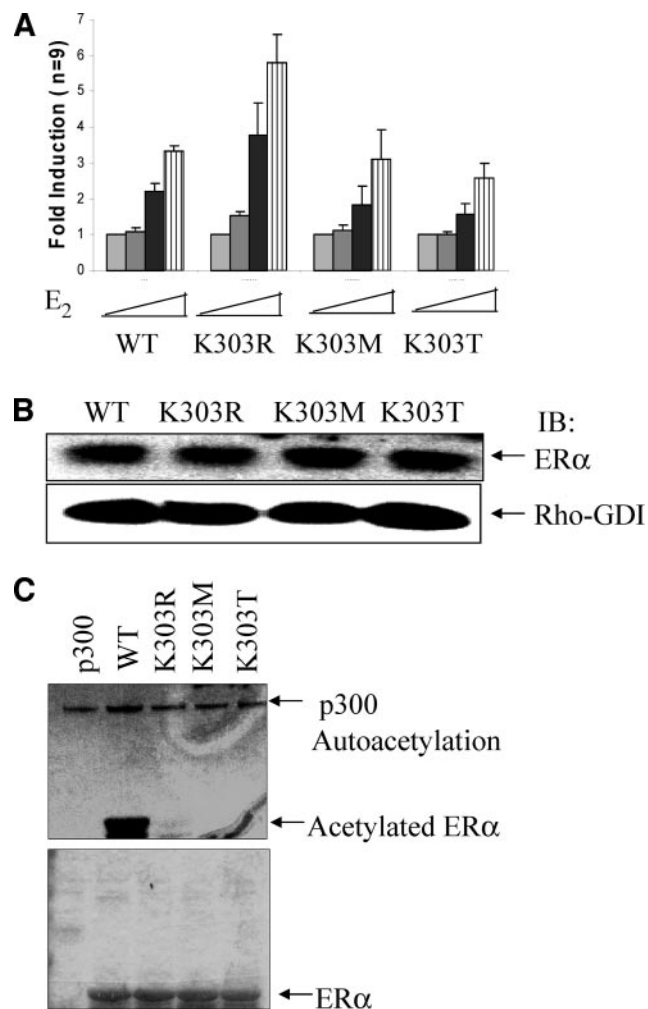 A
Fold Induction ( n=9)
7
6
5
4
3
2
1
0
E2
WT K303R K303M K303T
B
WT K303R K303M K303T
IB:
ERα
Rho-GDI
C
p300 WT K303R K303M K303T
p300
Autoacetylation
Acetylated ERα
ERα